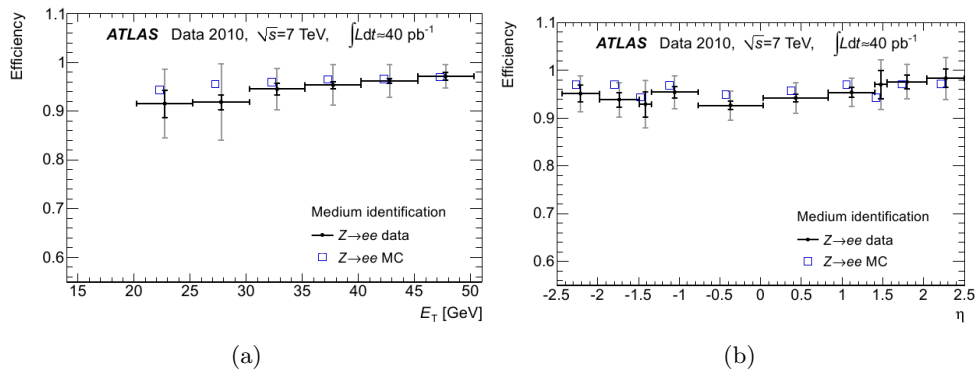 Efficiency
1.1
1
0.9
0.8
0.7
0.6
ATLAS Data 2010, √s=7 TeV, ∫Ldt≈40 pb⁻¹
Medium identification
Z→ee data
Z→ee MC
15 20 25 30 35 40 45 50
E_T [GeV]
(a)
Efficiency
1.1
1
0.9
0.8
0.7
0.6
ATLAS Data 2010, √s=7 TeV, ∫Ldt≈40 pb⁻¹
Medium identification
Z→ee data
Z→ee MC
-2.5 -2 -1.5 -1 -0.5 0 0.5 1 1.5 2 2.5
η
(b)